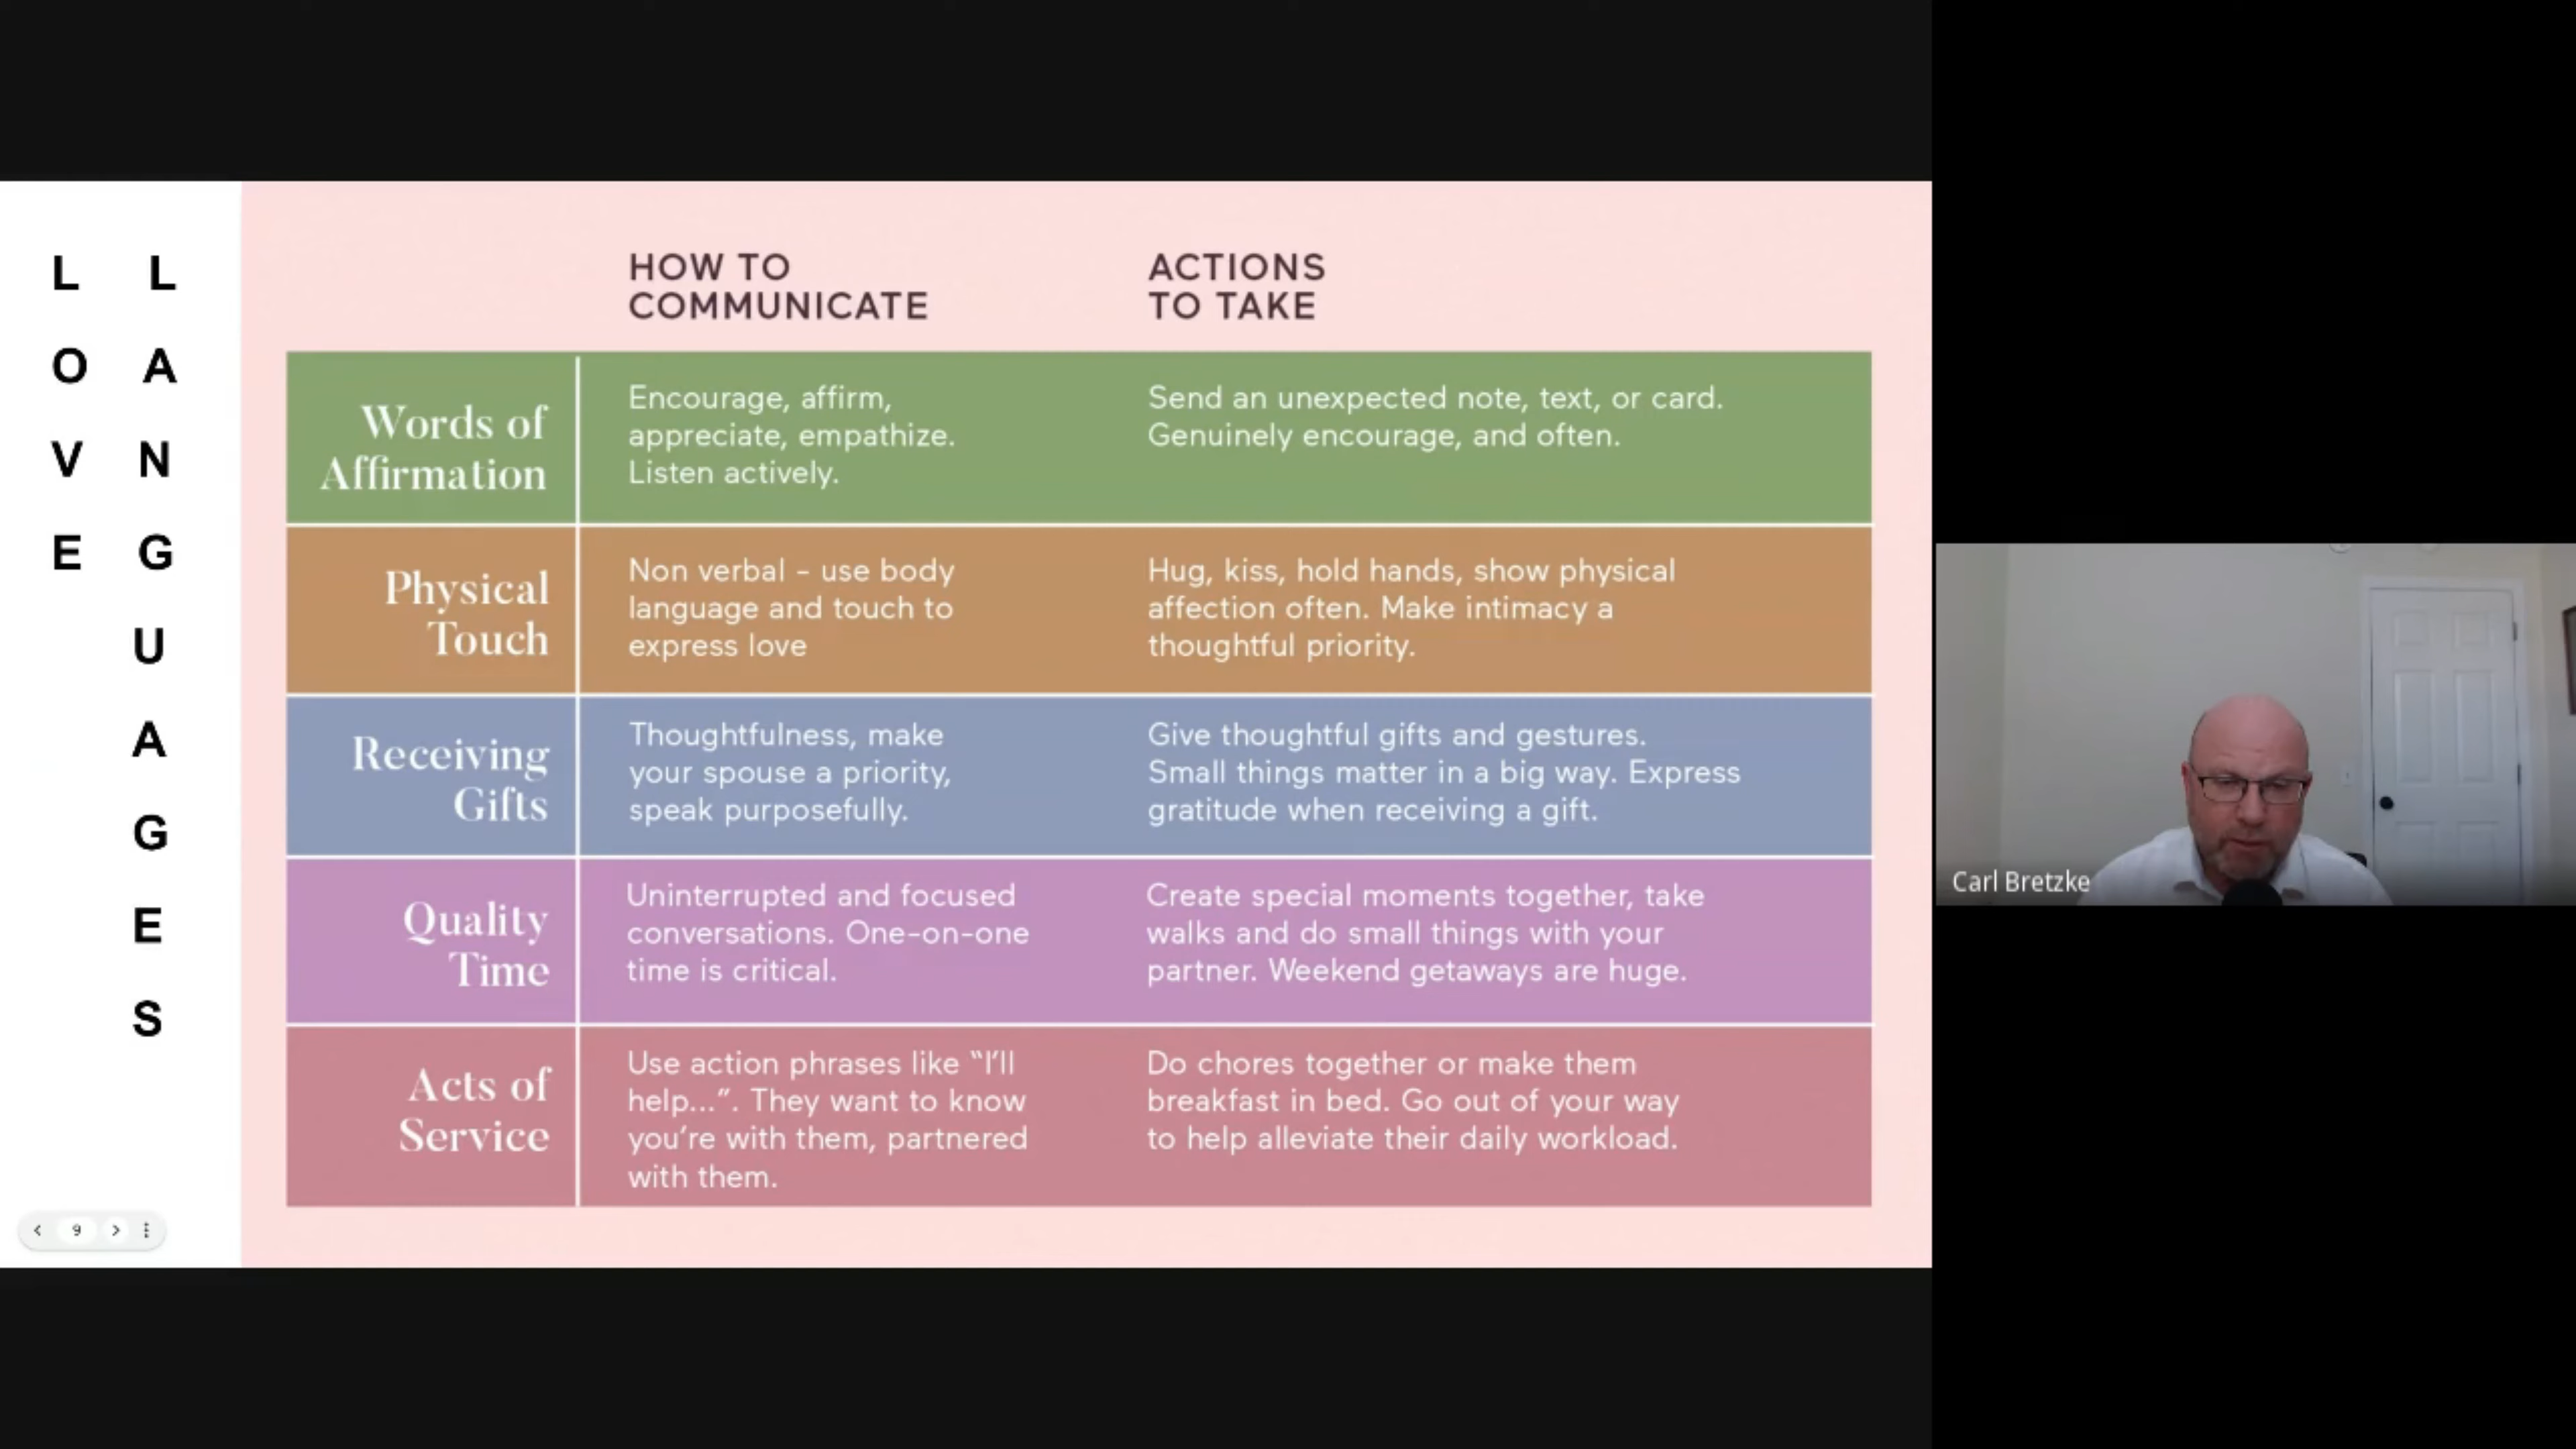 LOVE
LANGUAGES
HOW TO
COMMUNICATE
ACTIONS
TO TAKE
Words of
Affirmation
Encourage, affirm,
appreciate, empathize.
Listen actively.
Send an unexpected note, text, or card.
Genuinely encourage, and often.
Physical
Touch
Non verbal - use body
language and touch to
express love
Hug, kiss, hold hands, show physical
affection often. Make intimacy a
thoughtful priority.
Receiving
Gifts
Thoughtfulness, make
your spouse a priority,
speak purposefully.
Give thoughtful gifts and gestures.
Small things matter in a big way. Express
gratitude when receiving a gift.
Quality
Time
Uninterrupted and focused
conversations. One-on-one
time is critical.
Create special moments together, take
walks and do small things with your
partner. Weekend getaways are huge.
Acts of
Service
Use action phrases like “I’ll
help...”. They want to know
you’re with them, partnered
with them.
Do chores together or make them
breakfast in bed. Go out of your way
to help alleviate their daily workload.
9
Carl Bretzke